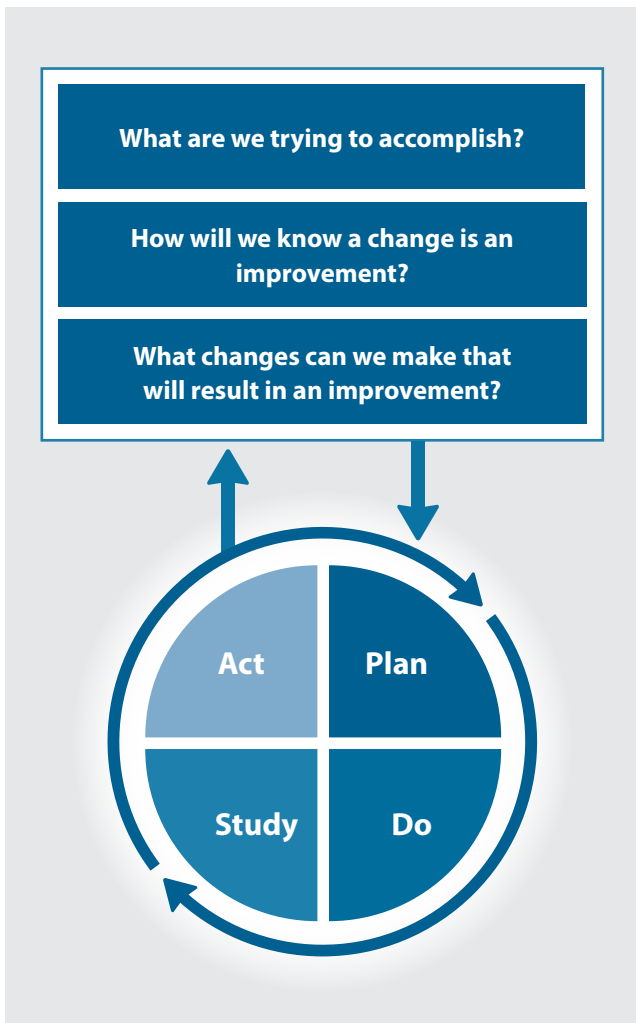 What are we trying to accomplish?
How will we know a change is an
improvement?
What changes can we make that
will result in an improvement?
Act
Plan
Study
Do